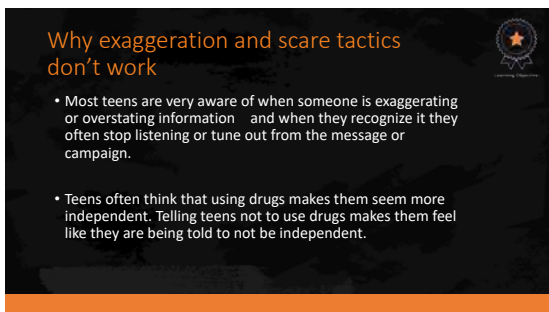 Why exaggeration and scare tactics
don’t work
Learning Objective
• Most teens are very aware of when someone is exaggerating
or overstating information    and when they recognize it they
often stop listening or tune out from the message or
campaign.
• Teens often think that using drugs makes them seem more
independent. Telling teens not to use drugs makes them feel
like they are being told to not be independent.